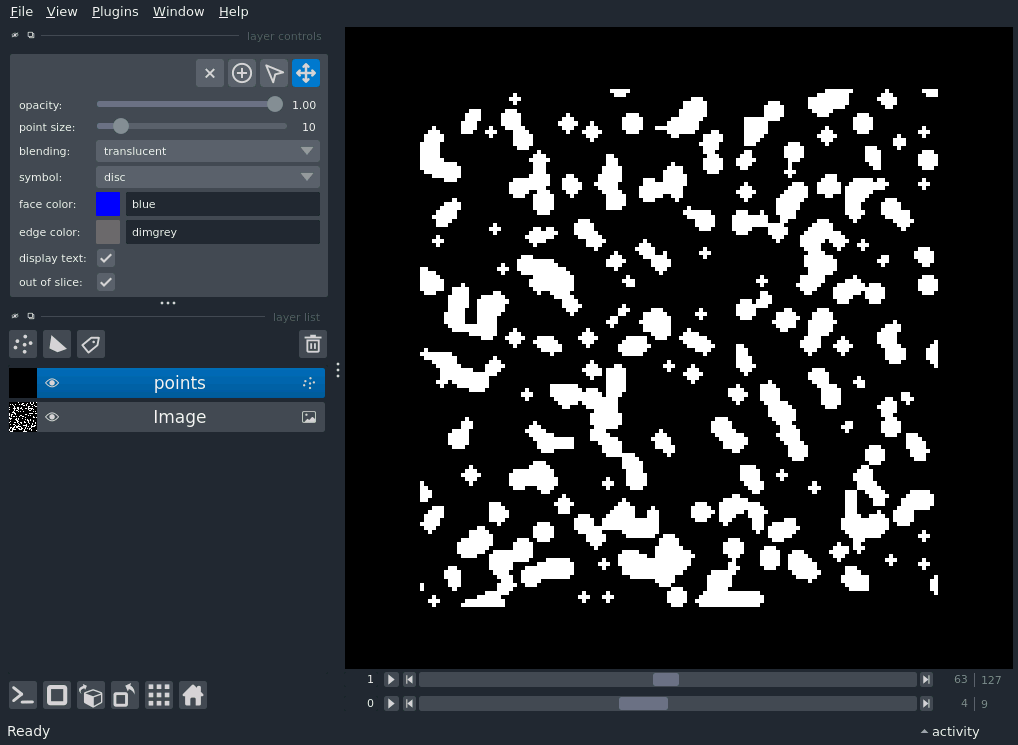 File View Plugins Window Help
layer controls
opacity: 1.00
point size: 10
blending: translucent
symbol: disc
face color: blue
edge color: dimgrey
display text:
out of slice:
layer list
points
Image
1 63 127
0 4 9
Ready activity